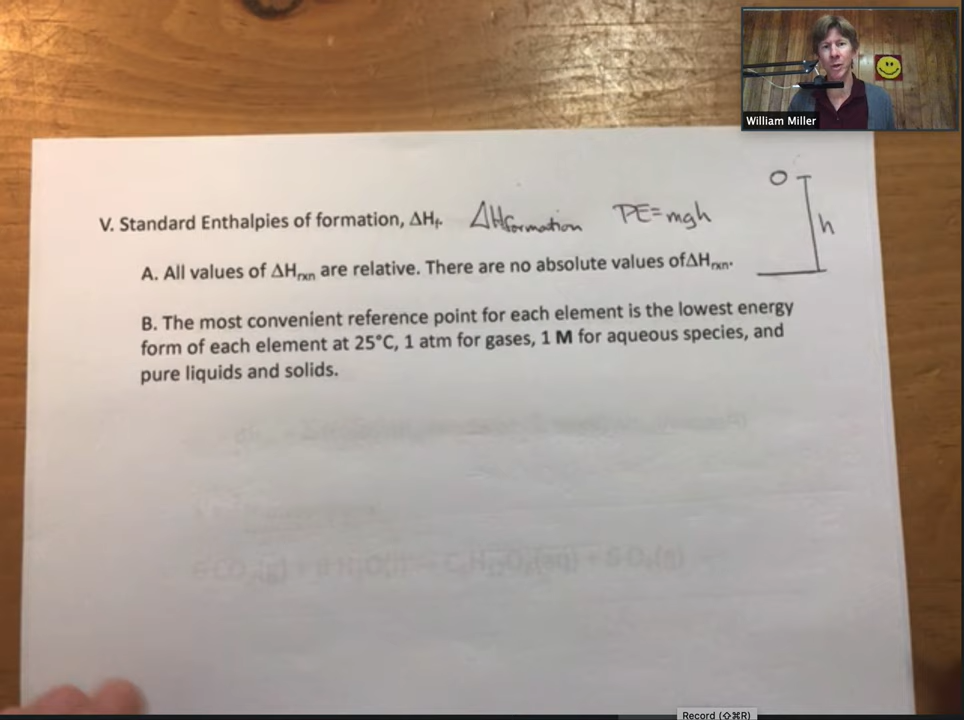 William Miller
V. Standard Enthalpies of formation, ΔHf. ΔHformation PE=mgh
h
A. All values of ΔHrxn are relative. There are no absolute values ofΔHrxn.
B. The most convenient reference point for each element is the lowest energy
form of each element at 25°C, 1 atm for gases, 1 M for aqueous species, and
pure liquids and solids.
Record (⇧⌘R)